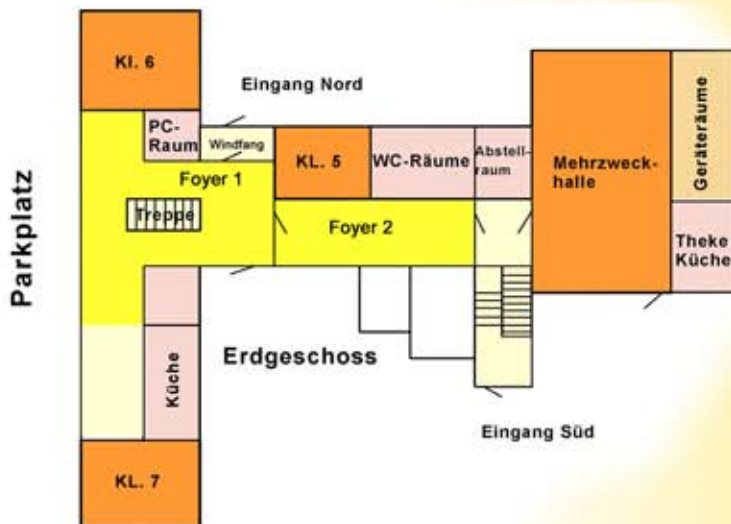 Kl. 6
Eingang Nord
PC-
Raum
Windfang
KL. 5
WC-Räume
Abstell-
raum
Mehrzweck-
halle
Geräteräume
Foyer 1
Treppe
Foyer 2
Theke
Küche
Parkplatz
Erdgeschoss
Küche
Eingang Süd
KL. 7